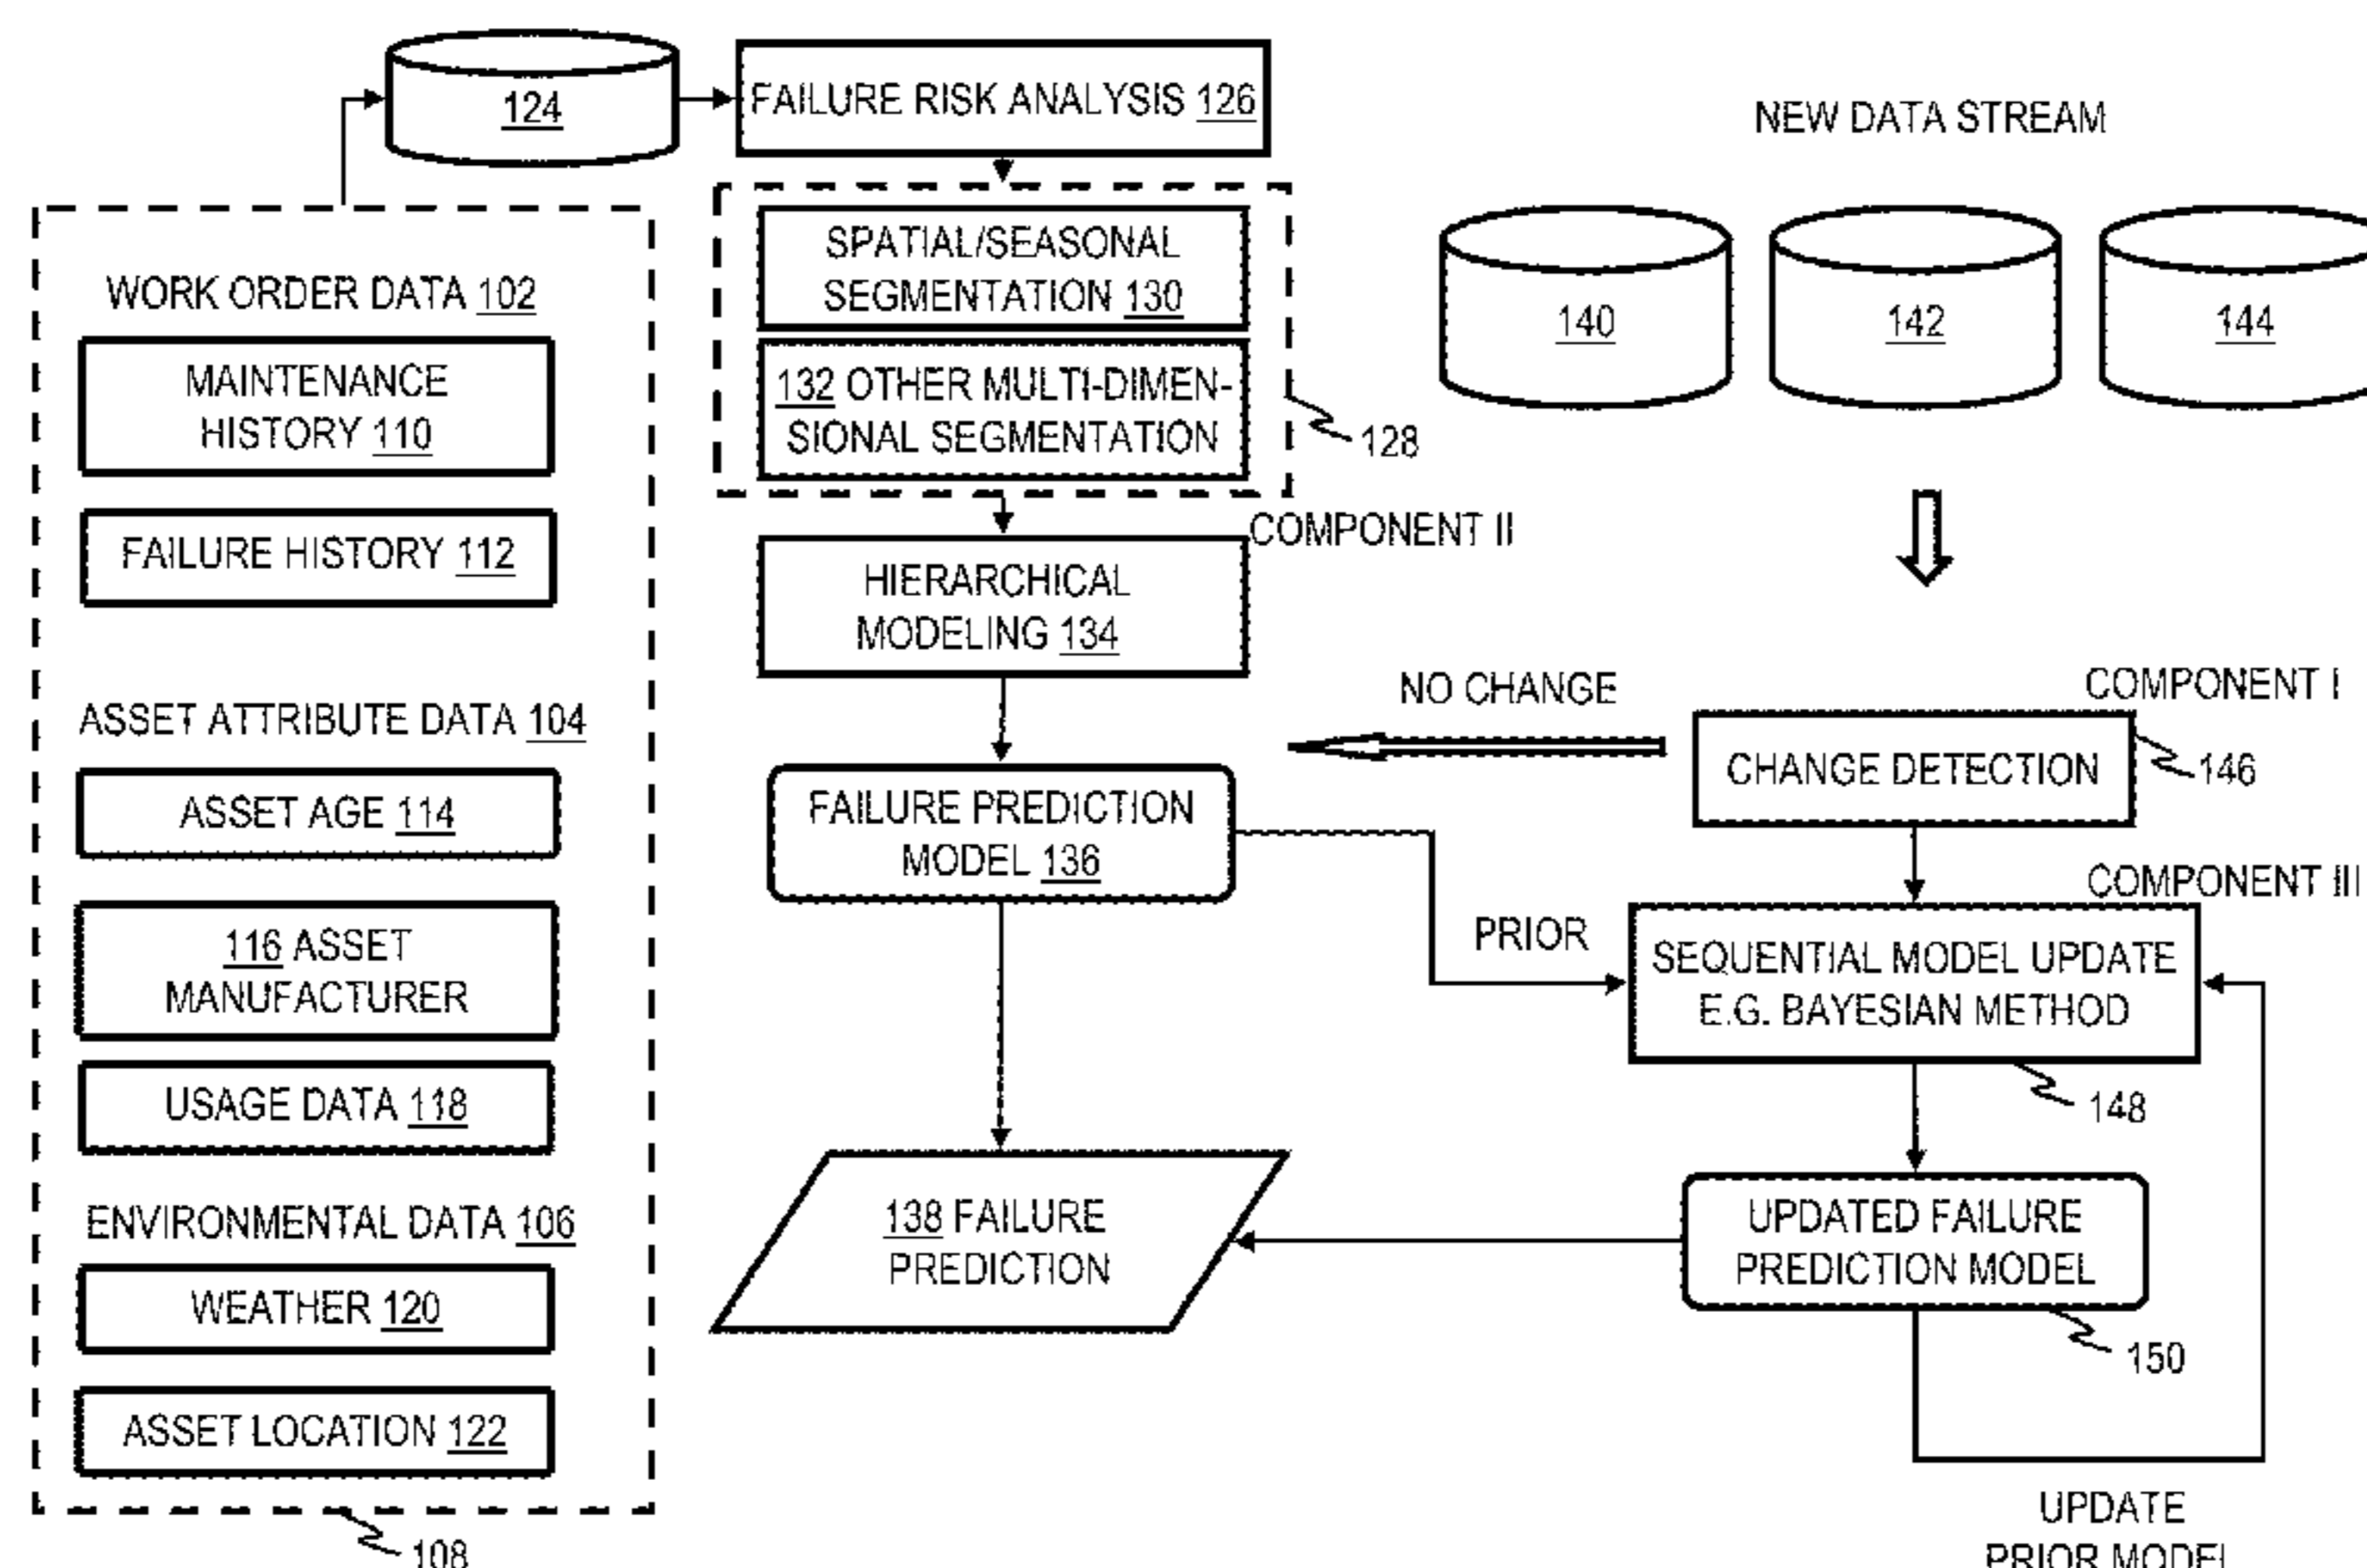 124
FAILURE RISK ANALYSIS 126
NEW DATA STREAM
WORK ORDER DATA 102
MAINTENANCE
HISTORY 110
FAILURE HISTORY 112
ASSET ATTRIBUTE DATA 104
ASSET AGE 114
116 ASSET
MANUFACTURER
USAGE DATA 118
ENVIRONMENTAL DATA 106
WEATHER 120
ASSET LOCATION 122
108
SPATIAL/SEASONAL
SEGMENTATION 130
132 OTHER MULTI-DIMEN-
SIONAL SEGMENTATION
128
COMPONENT II
HIERARCHICAL
MODELING 134
FAILURE PREDICTION
MODEL 136
138 FAILURE
PREDICTION
140
142
144
NO CHANGE
COMPONENT I
CHANGE DETECTION
146
COMPONENT III
PRIOR
SEQUENTIAL MODEL UPDATE
E.G. BAYESIAN METHOD
148
UPDATED FAILURE
PREDICTION MODEL
150
UPDATE
PRIOR MODEL